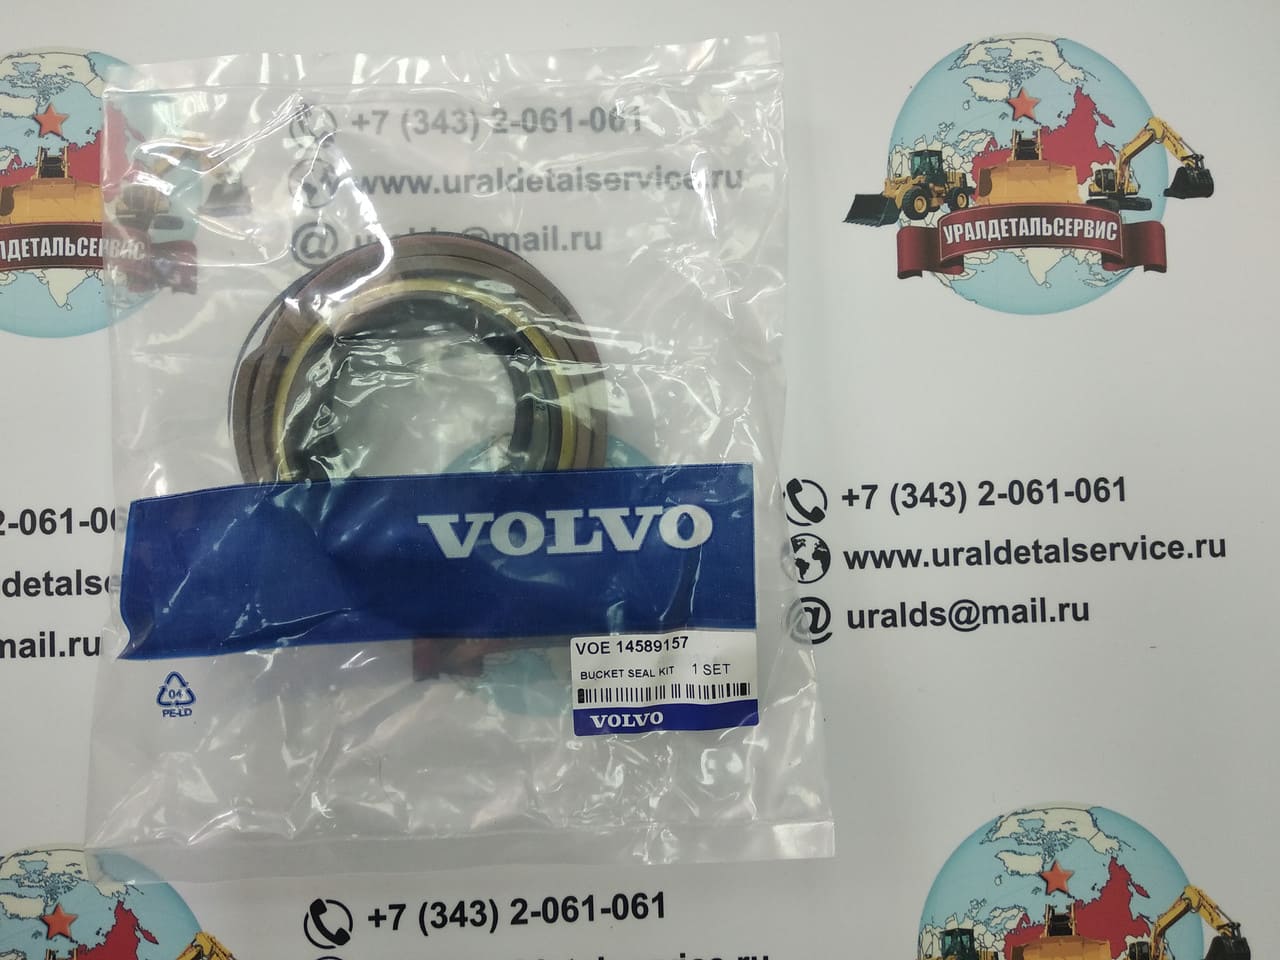 +7 (343) 2-061-061
www.uraldetalservice.ru
uralds@mail.ru
УРАЛДЕТАЛЬСЕРВИС
ЛДЕТАЛЬСЕРВИС
VOLVO
+7 (343) 2-061-061
www.uraldetalservice.ru
uralds@mail.ru
2-061-06
detalse
mail.ru
VOE 14589157
BUCKET SEAL KIT 1 SET
VOLVO
04
PE-LD
+7 (343) 2-061-061